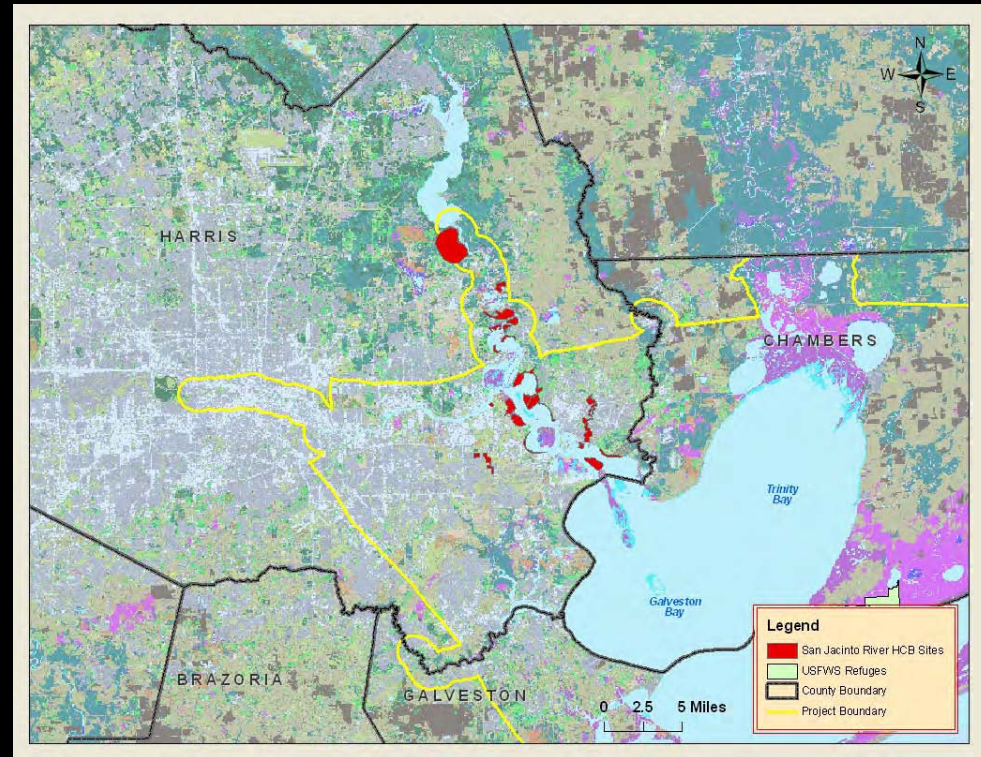 N
W E
S
HARRIS
CHAMBERS
Trinity
Bay
Galveston
Bay
BRAZORIA
GALVESTON
0 2.5 5 Miles
Legend
San Jacinto River HCB Sites
USFWS Refuges
County Boundary
Project Boundary